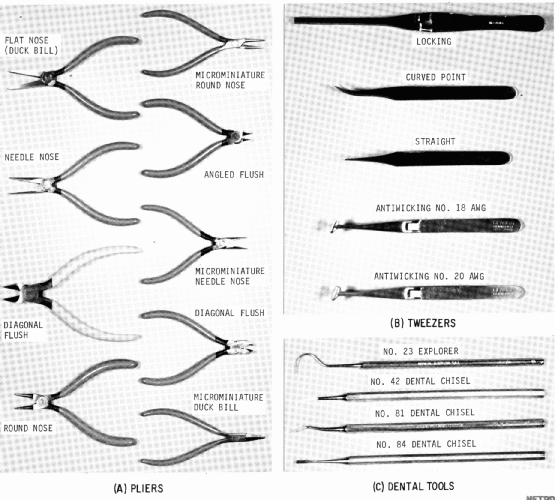 FLAT NOSE
(DUCK BILL)
MICROMINIATURE
ROUND NOSE
NEEDLE NOSE
ANGLED FLUSH
MICROMINIATURE
NEEDLE NOSE
DIAGONAL
FLUSH
DIAGONAL FLUSH
MICROMINIATURE
DUCK BILL
ROUND NOSE
(A) PLIERS
LOCKING
CURVED POINT
STRAIGHT
ANTIWICKING NO. 18 AWG
ANTIWICKING NO. 20 AWG
(B) TWEEZERS
NO. 23 EXPLORER
NO. 42 DENTAL CHISEL
NO. 81 DENTAL CHISEL
NO. 84 DENTAL CHISEL
(C) DENTAL TOOLS